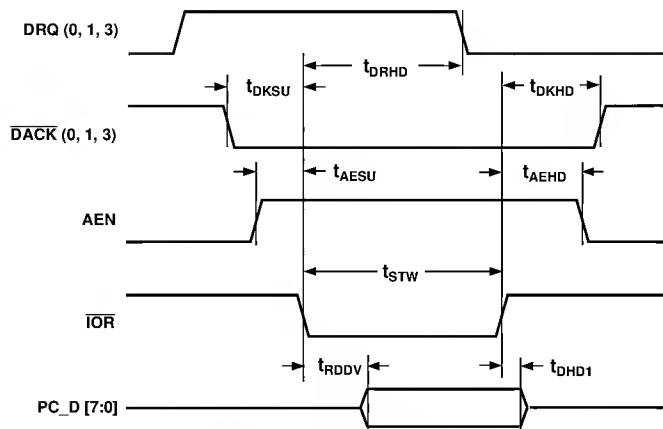 DRQ (0, 1, 3)
tDRHD
tDKSU
tDKHD
DACK (0, 1, 3)
tAESU
tAEHD
AEN
tSTW
IOR
tRDDV
tDHD1
PC_D [7:0]